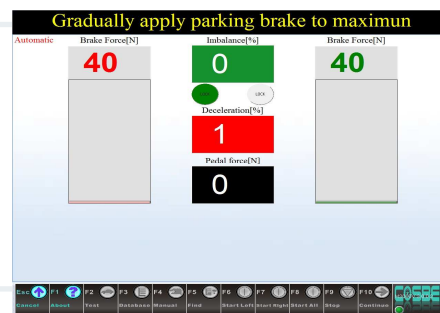 Gradually apply parking brake to maximun
Automatic Brake Force[N] Imbalance[%] Brake Force[N]
40 0 40
LOCK
Deceleration[%]
1
Pedal force[N]
0
Esc F1 F2 F3 F4 F5 F6 F7 F8 F9 F10
Cancel About Test Database Manual Find Start Left Start Right Start All Stop Continue